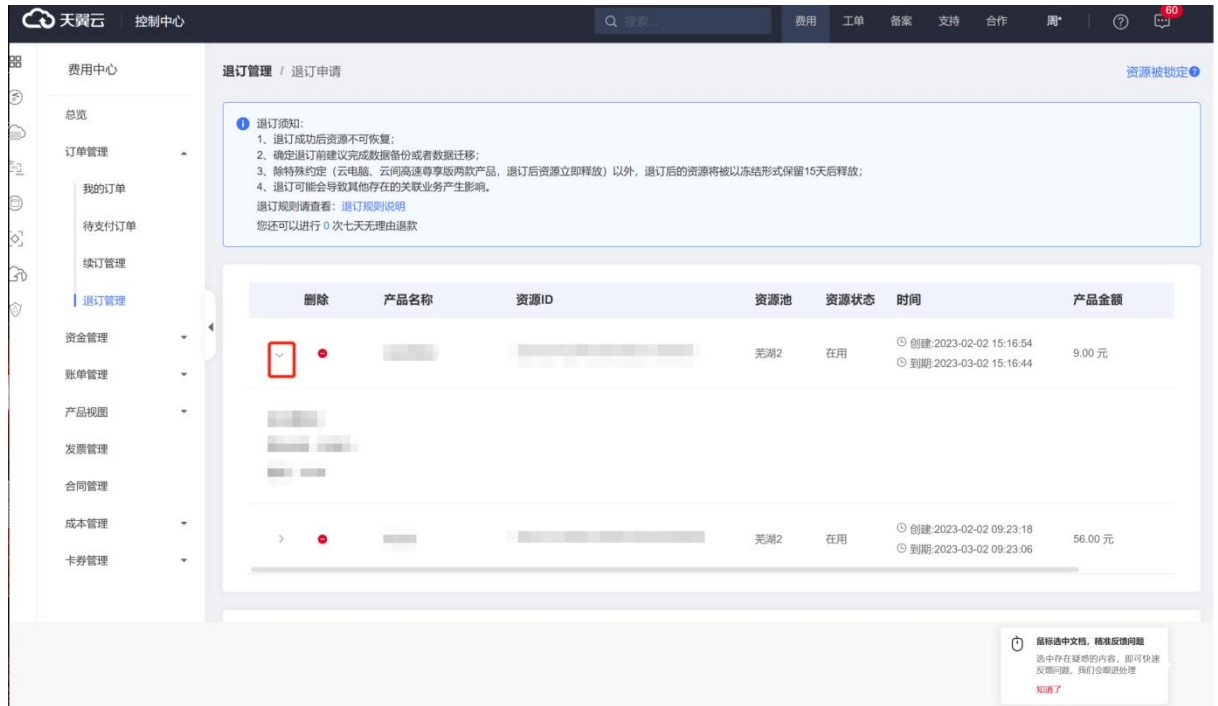 天翼云 控制中心 搜索... 费用 工单 备案 支持 合作 周* 60
费用中心
总览
订单管理
我的订单
待支付订单
续订管理
退订管理
资金管理
账单管理
产品视图
发票管理
合同管理
成本管理
卡券管理
退订管理 / 退订申请 资源被锁定
退订须知:
1、退订成功后资源不可恢复;
2、确定退订前建议完成数据备份或者数据迁移;
3、除特殊约定（云电脑、云间高速尊享版两款产品，退订后资源立即释放）以外，退订后的资源将被以冻结形式保留15天后释放;
4、退订可能会导致其他存在的关联业务产生影响。
退订规则请查看: 退订规则说明
您还可以进行 0 次七天无理由退款
删除 产品名称 资源ID 资源池 资源状态 时间 产品金额
芜湖2 在用 创建:2023-02-02 15:16:54 9.00 元
到期:2023-03-02 15:16:44
芜湖2 在用 创建:2023-02-02 09:23:18 56.00 元
到期:2023-03-02 09:23:06
鼠标选中文档，精准反馈问题
选中存在疑惑的内容，即可快速
反馈问题，我们会跟进处理
知道了